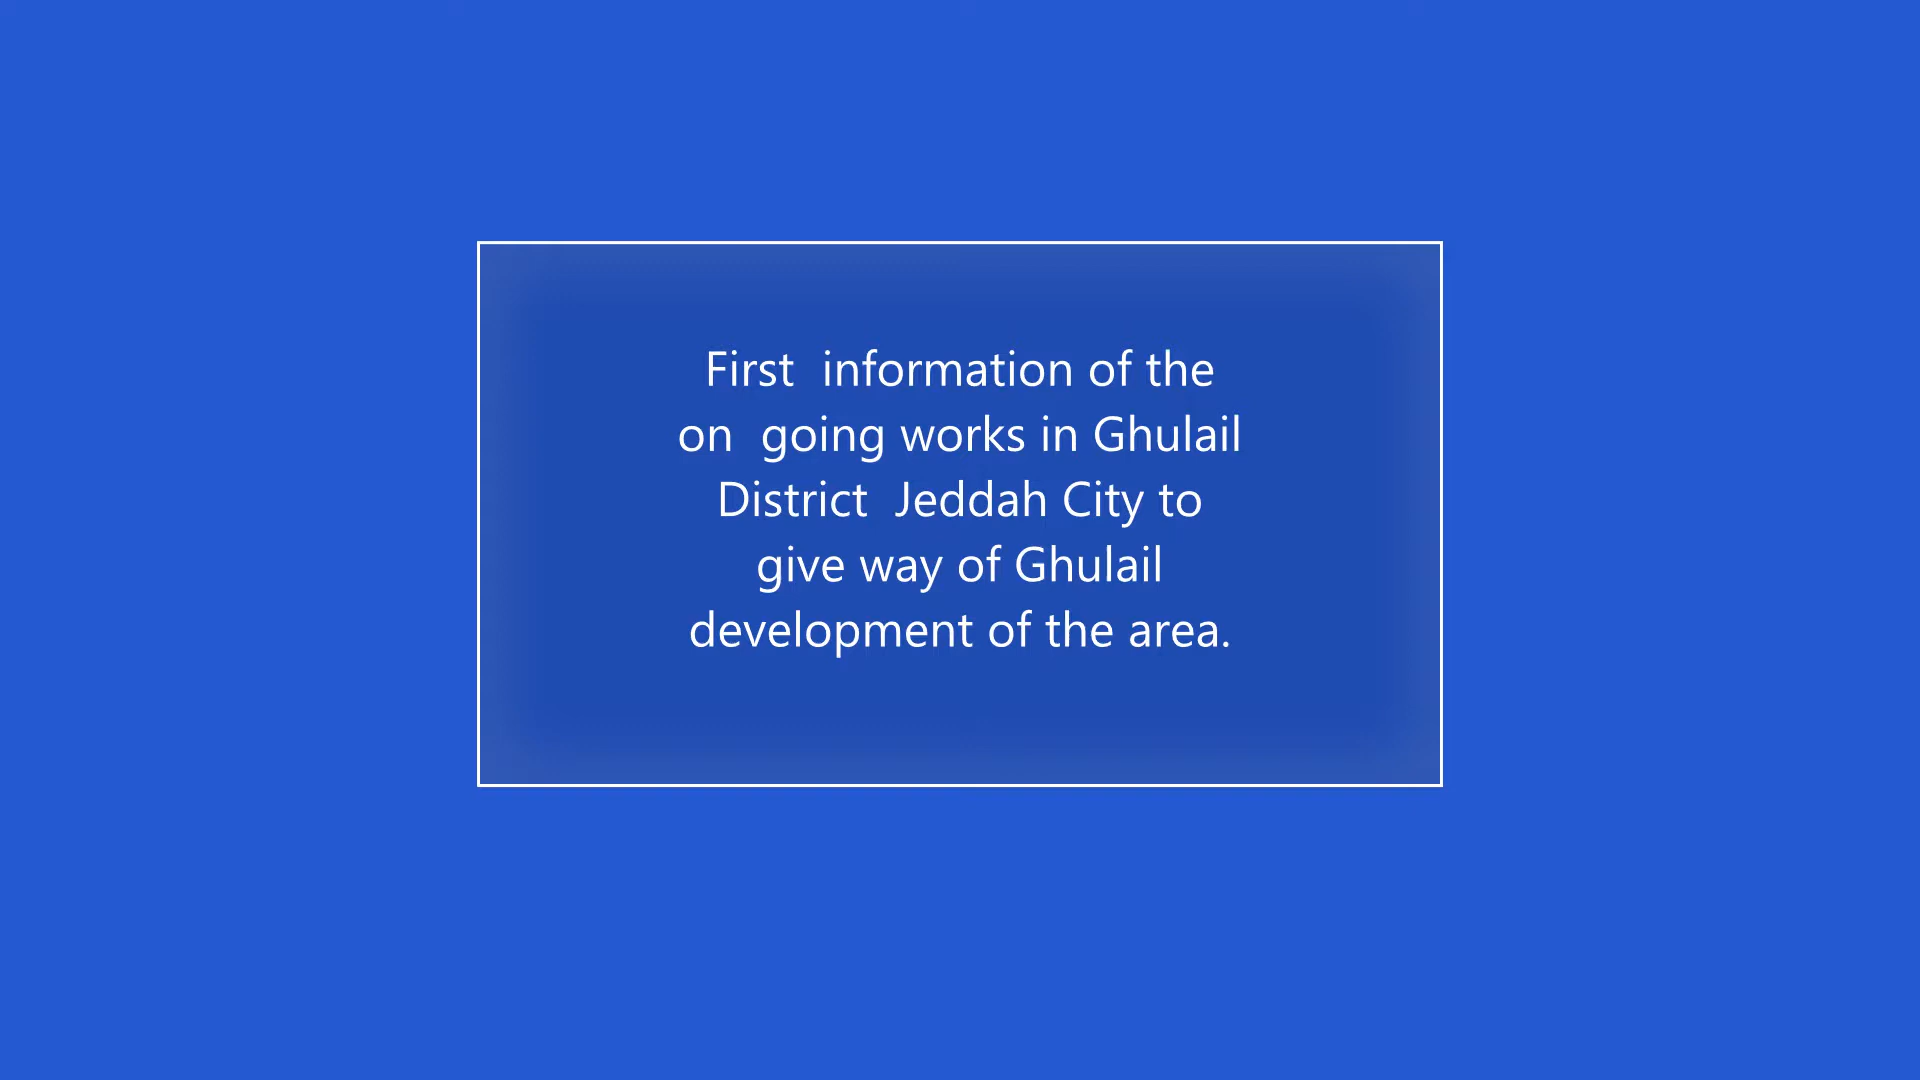 First  information of the
on  going works in Ghulail
District  Jeddah City to
give way of Ghulail
development of the area.